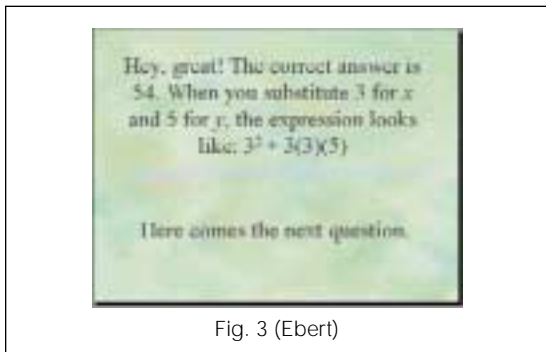 Hey, great! The correct answer is
54. When you substitute 3 for x
and 5 for y, the expression looks
like: 3² + 3(3)(5)
Here comes the next question.
Fig. 3 (Ebert)